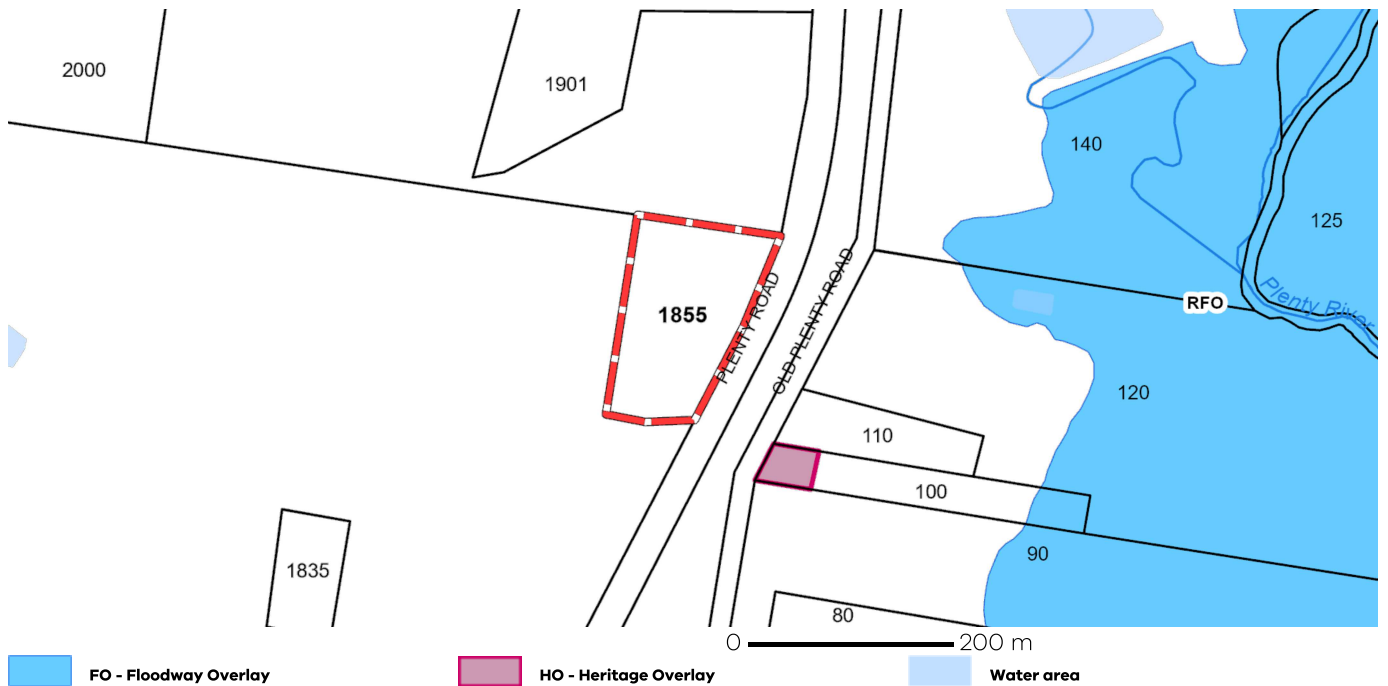 2000
1901
140
125
1855
PLENTY ROAD
OLD PLENTY ROAD
RFO
Plenty River
120
110
100
90
1835
80
0 200 m
FO - Floodway Overlay
HO - Heritage Overlay
Water area